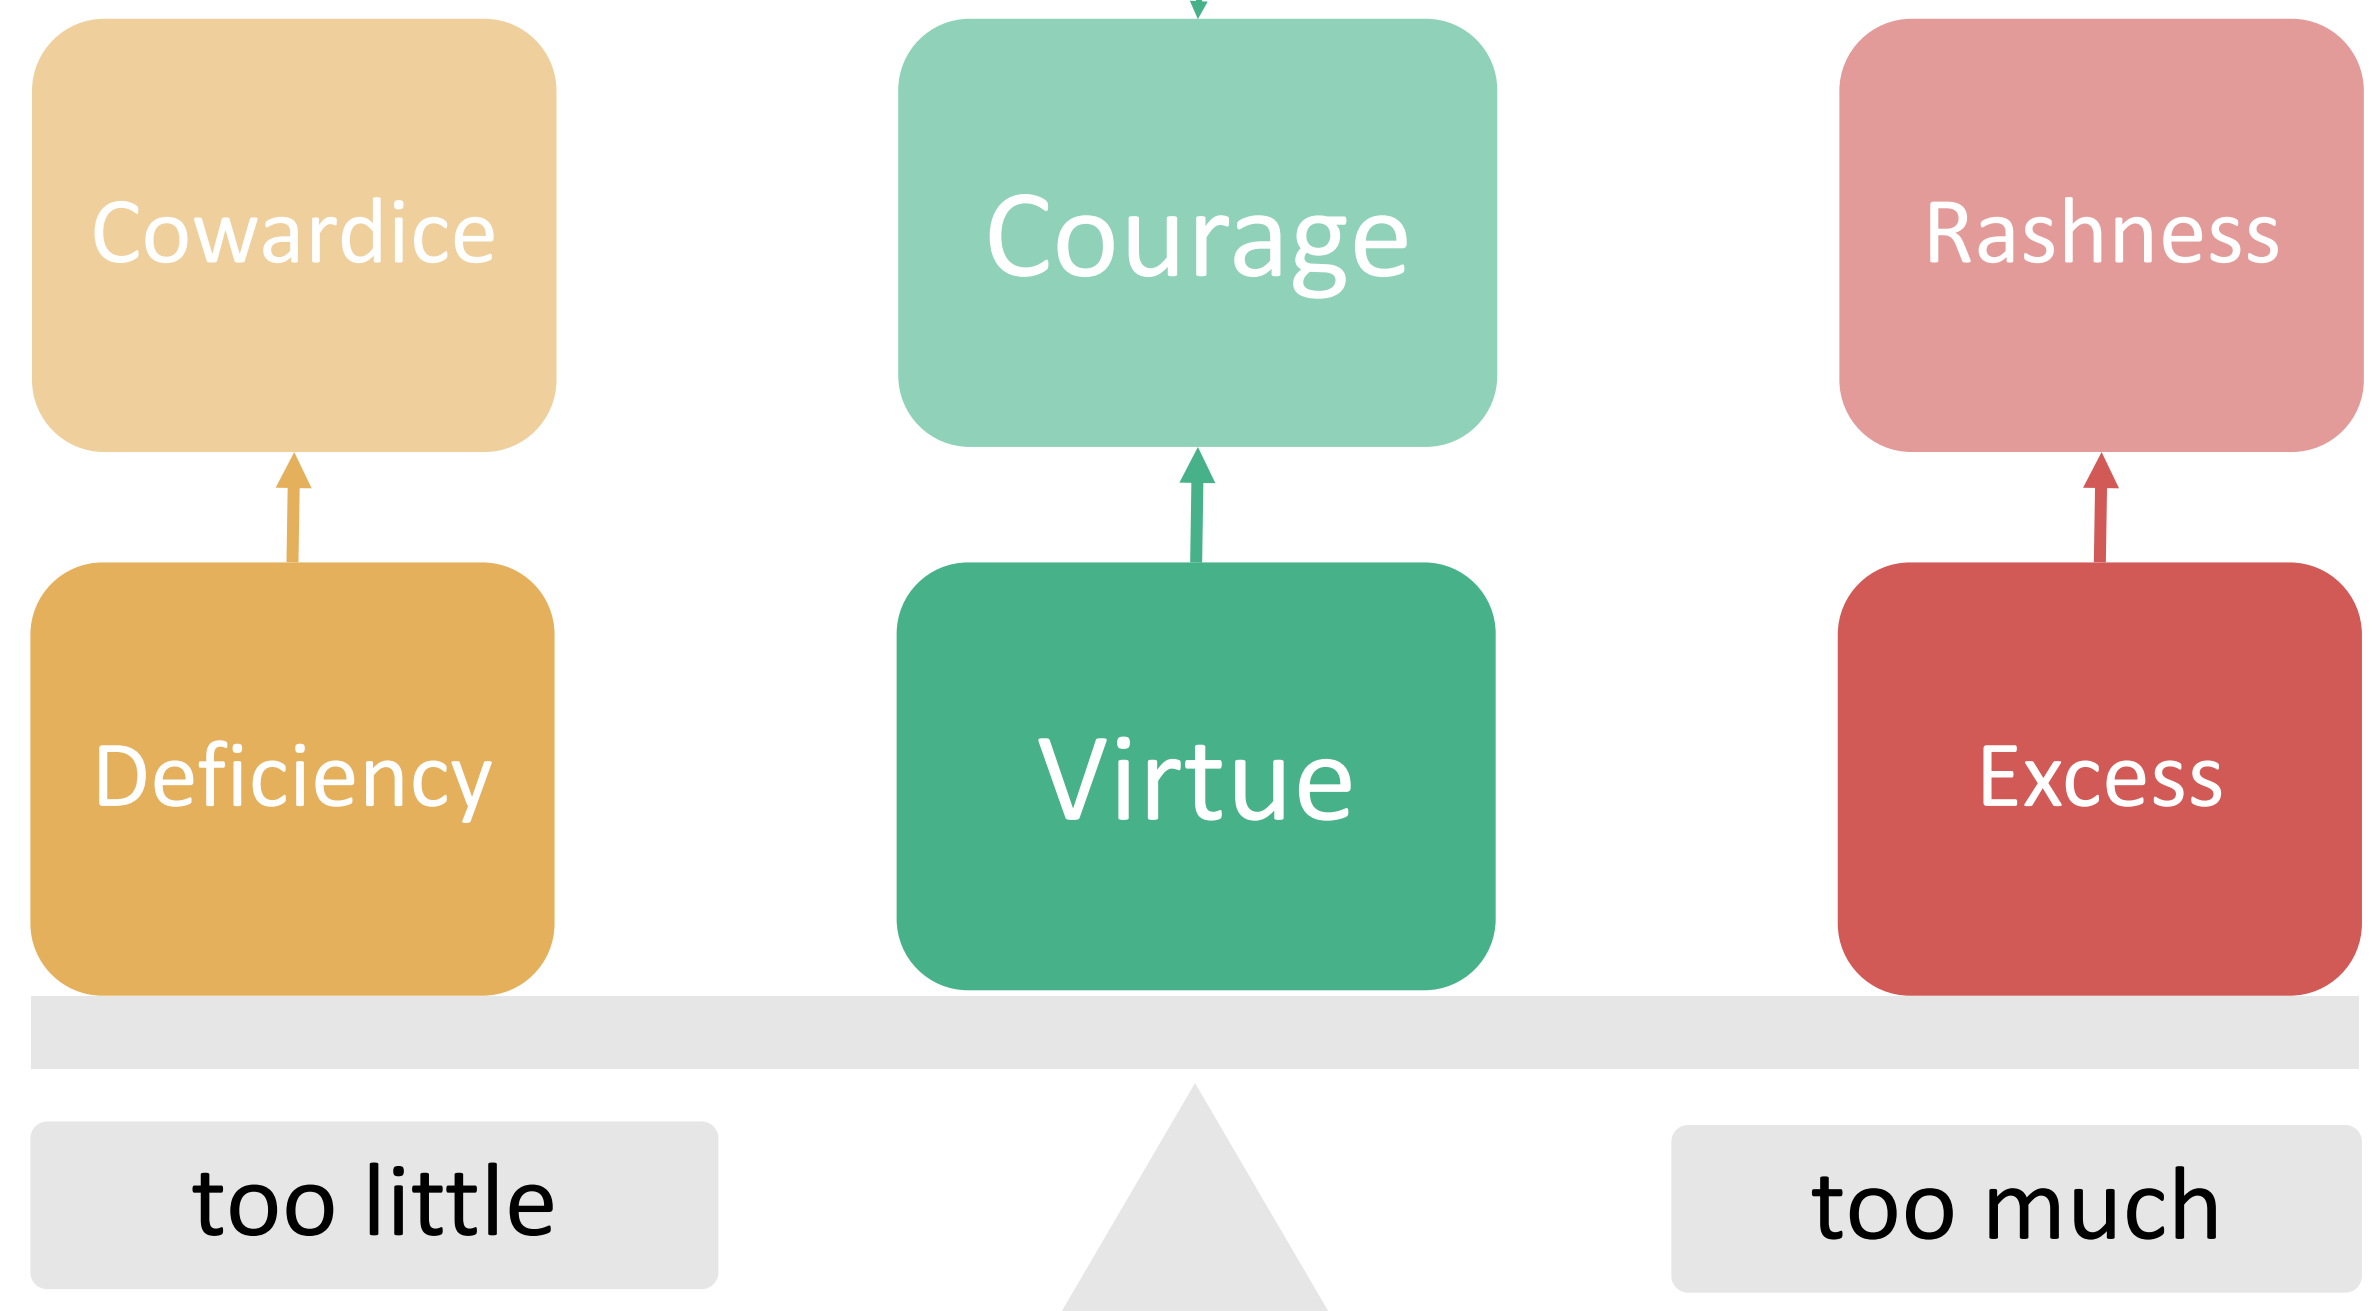 Cowardice
Courage
Rashness
Deficiency
Virtue
Excess
too little
too much